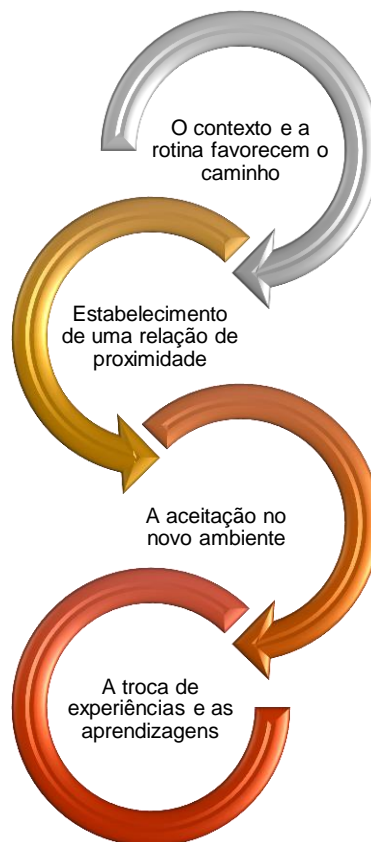 O contexto e a
rotina favorecem o
caminho
Estabelecimento
de uma relação de
proximidade
A aceitação no
novo ambiente
A troca de
experiências e as
aprendizagens